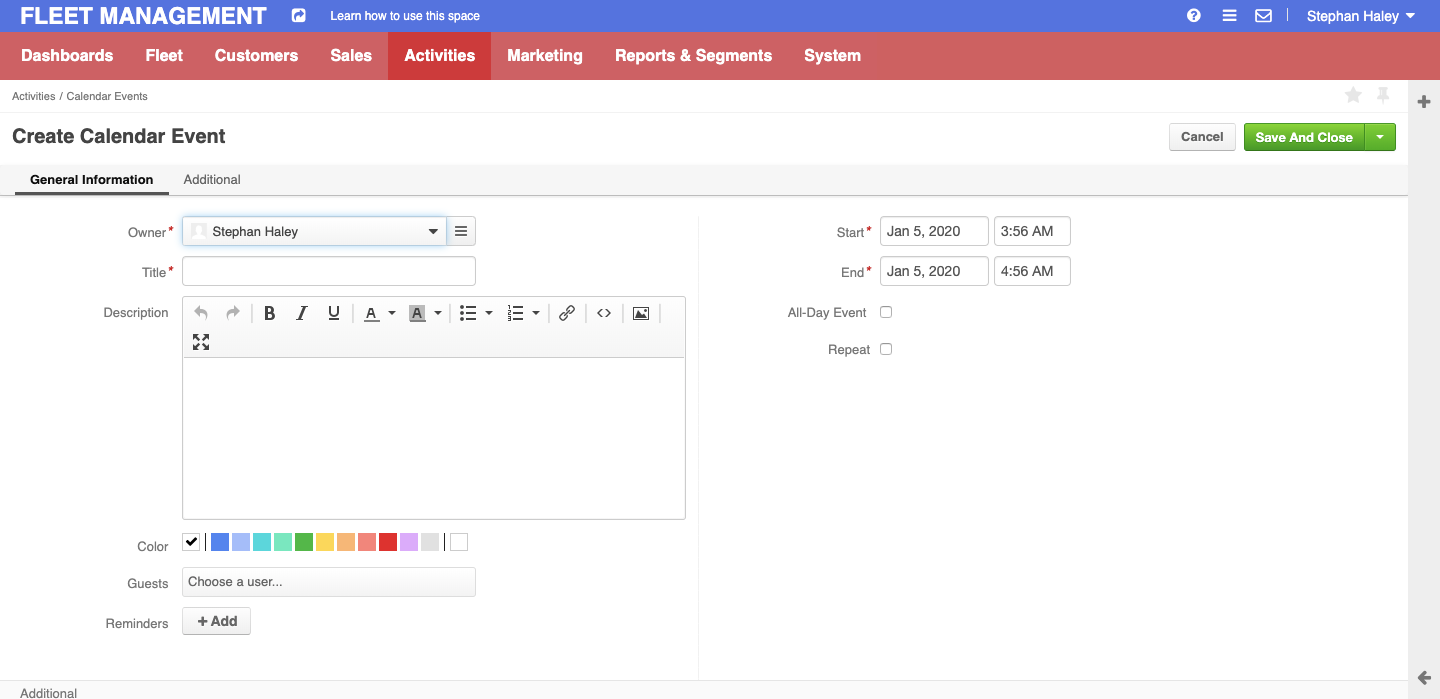 FLEET MANAGEMENT Learn how to use this space Stephan Haley
Dashboards Fleet Customers Sales Activities Marketing Reports & Segments System
Activities / Calendar Events
Create Calendar Event Cancel Save And Close
General Information Additional
Owner* Stephan Haley
Title*
Description
B I U A A
Color
Guests Choose a user...
Reminders + Add
Start* Jan 5, 2020 3:56 AM
End* Jan 5, 2020 4:56 AM
All-Day Event
Repeat
Additional